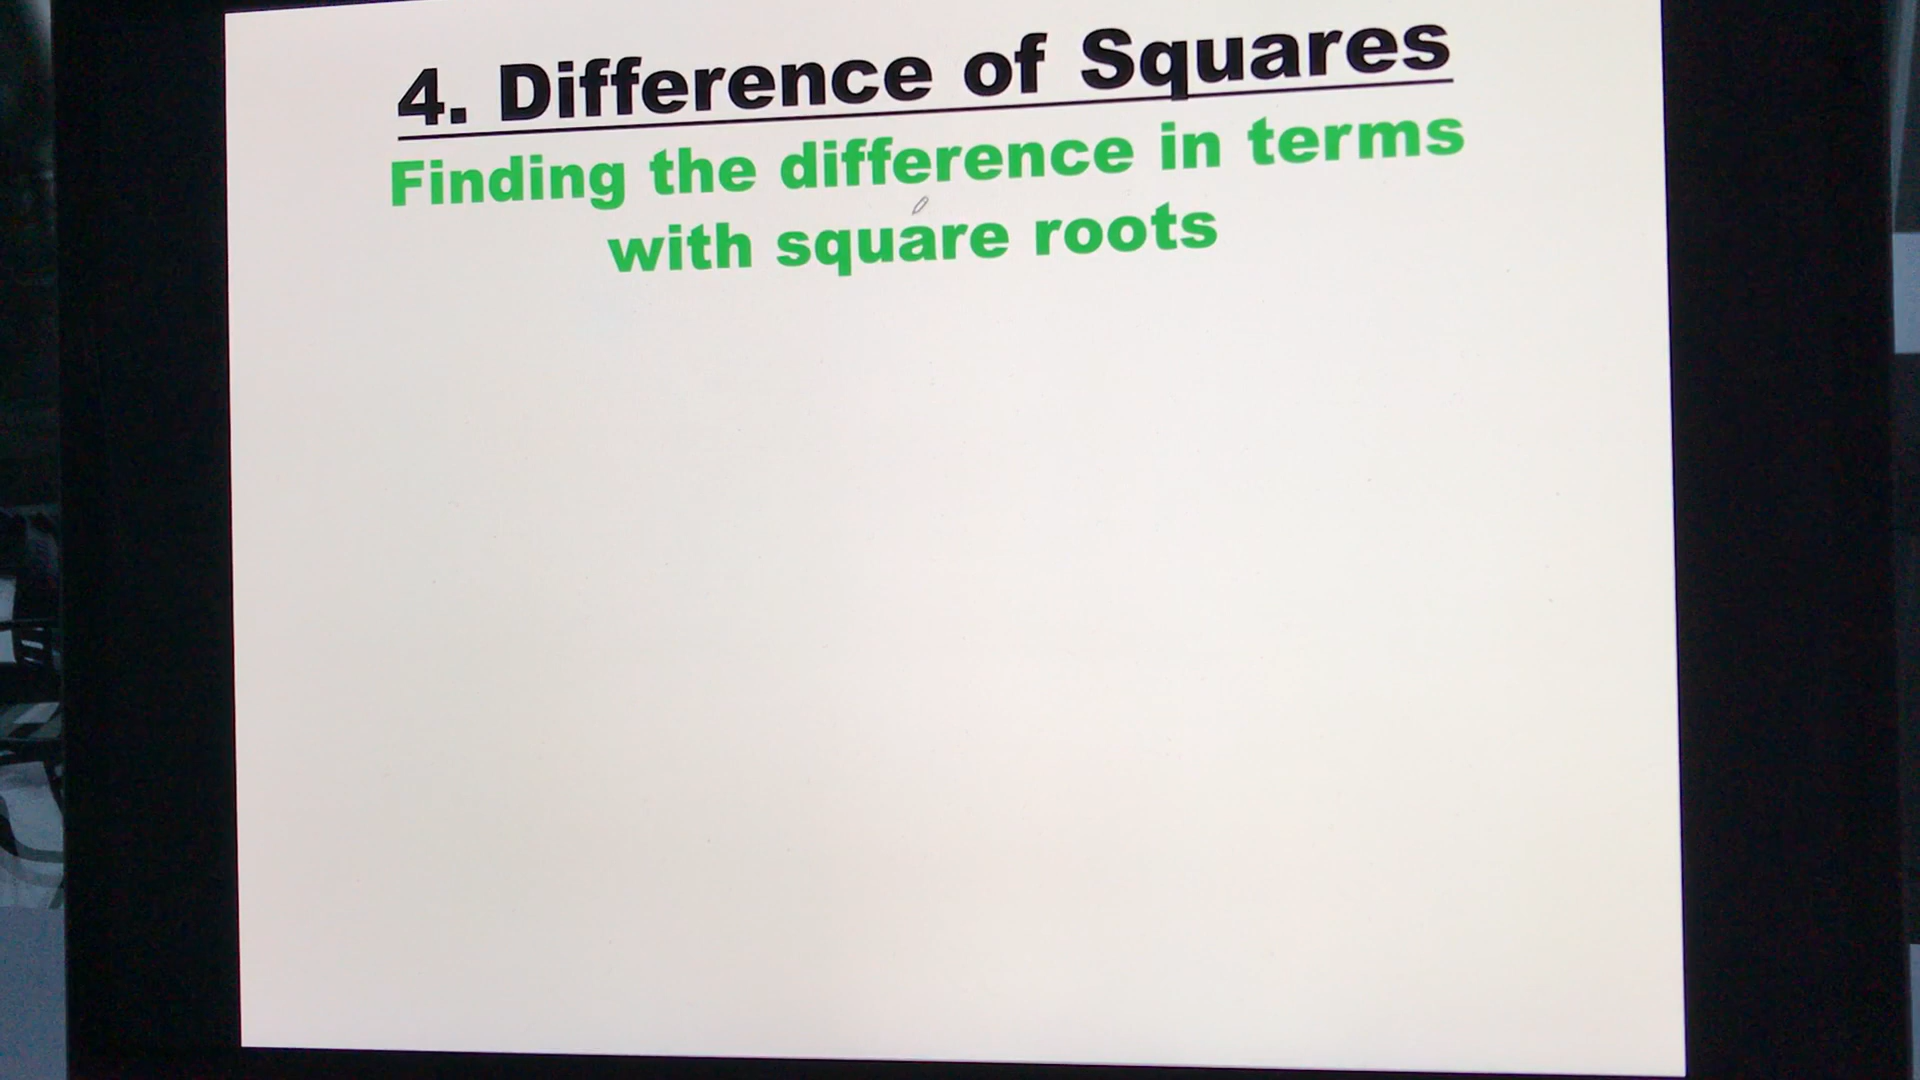 4. Difference of Squares
Finding the difference in terms
with square roots